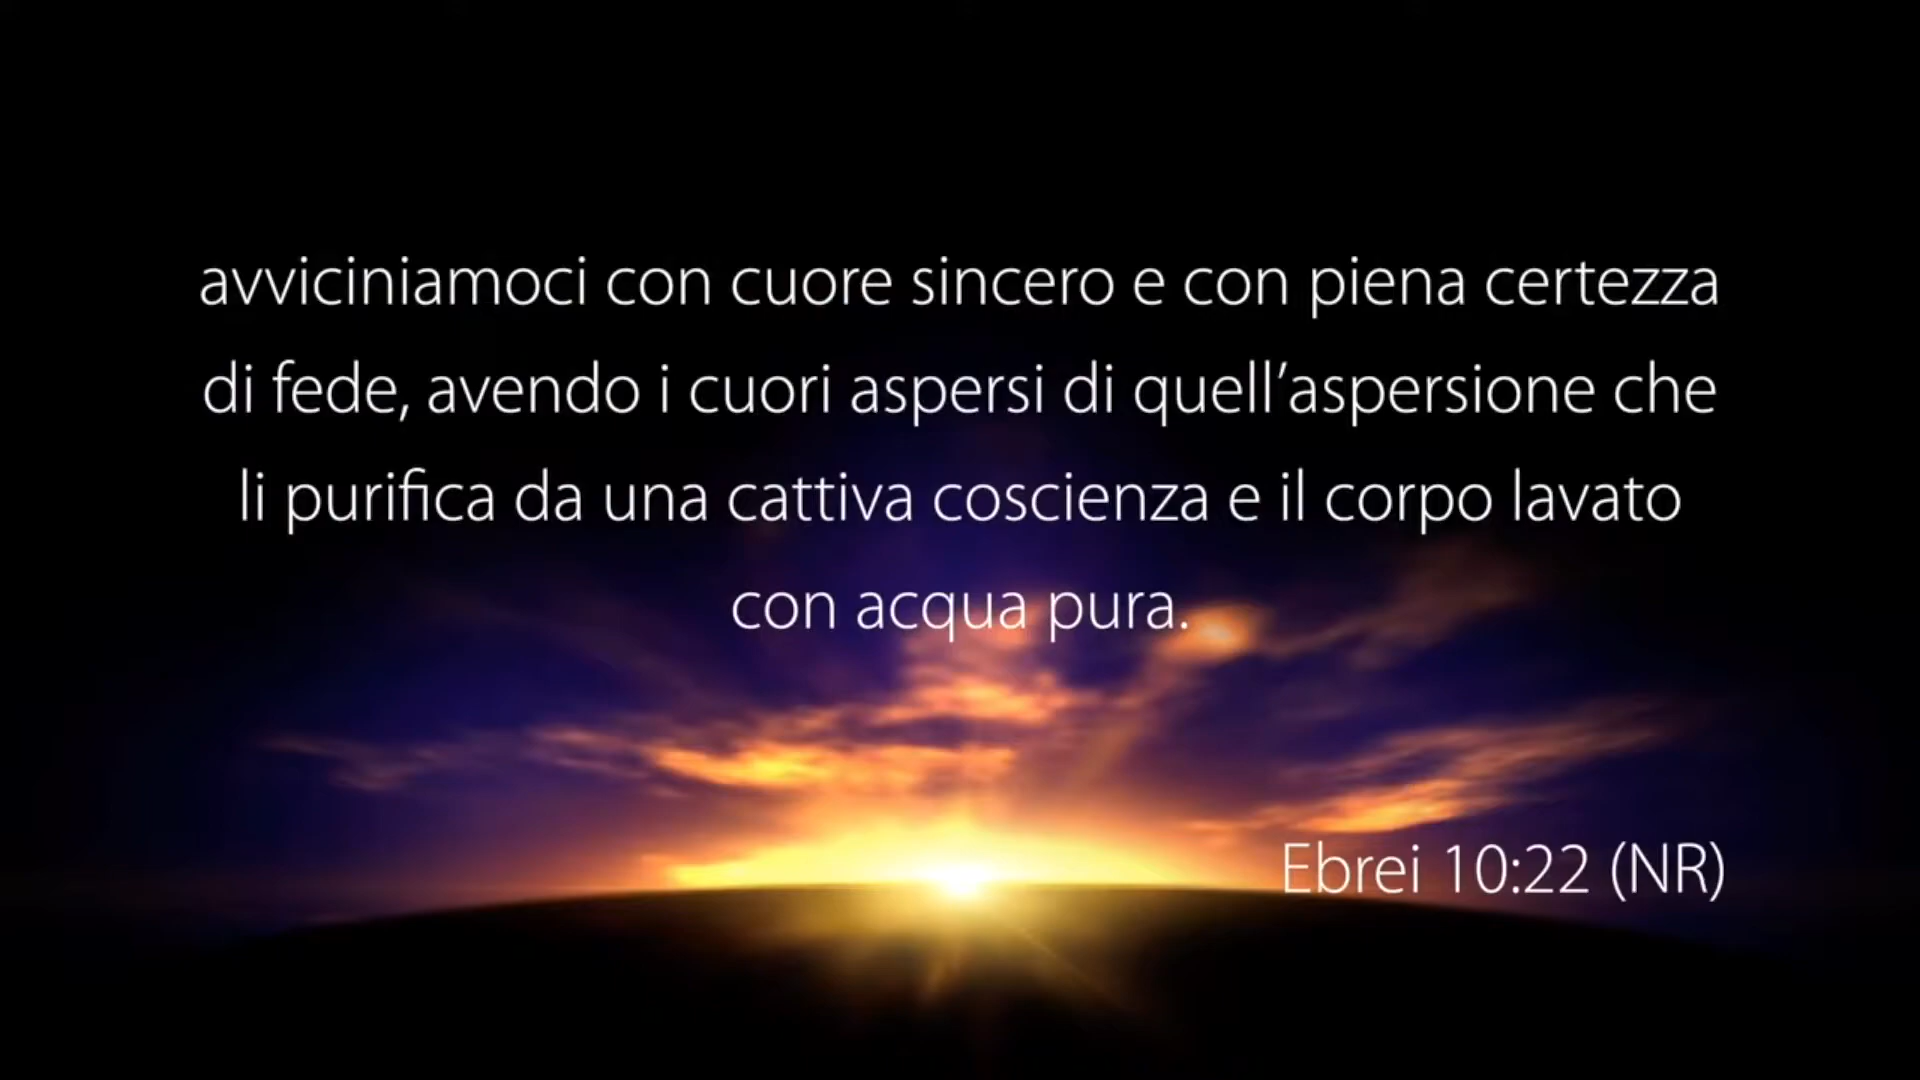 avviciniamoci con cuore sincero e con piena certezza
di fede, avendo i cuori aspersi di quell’aspersione che
li purifica da una cattiva coscienza e il corpo lavato
con acqua pura.
Ebrei 10:22 (NR)